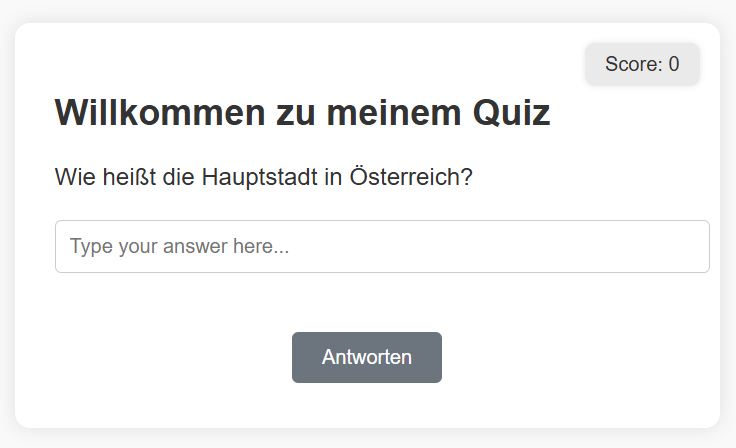 Score: 0
Willkommen zu meinem Quiz
Wie heißt die Hauptstadt in Österreich?
Type your answer here...
Antworten